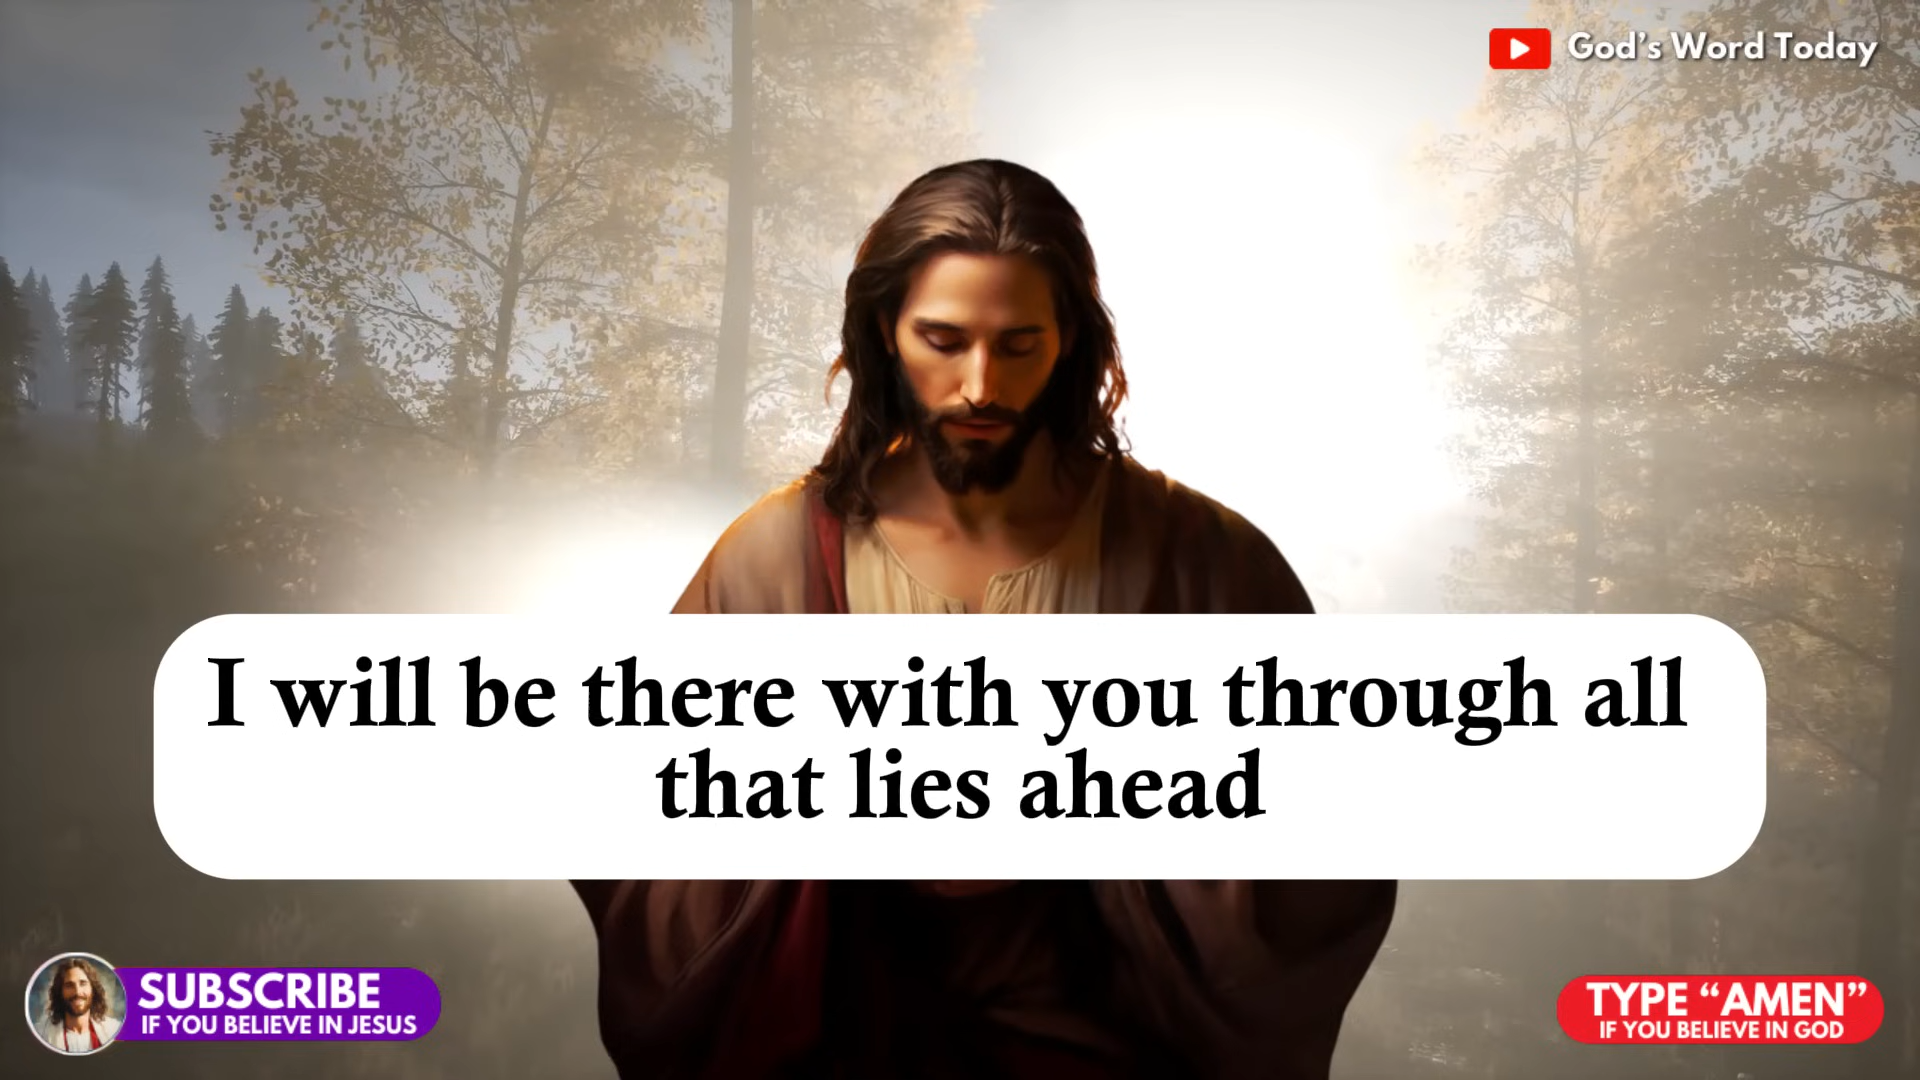 God's Word Today
I will be there with you through all
that lies ahead
SUBSCRIBE
IF YOU BELIEVE IN JESUS
TYPE “AMEN”
IF YOU BELIEVE IN GOD